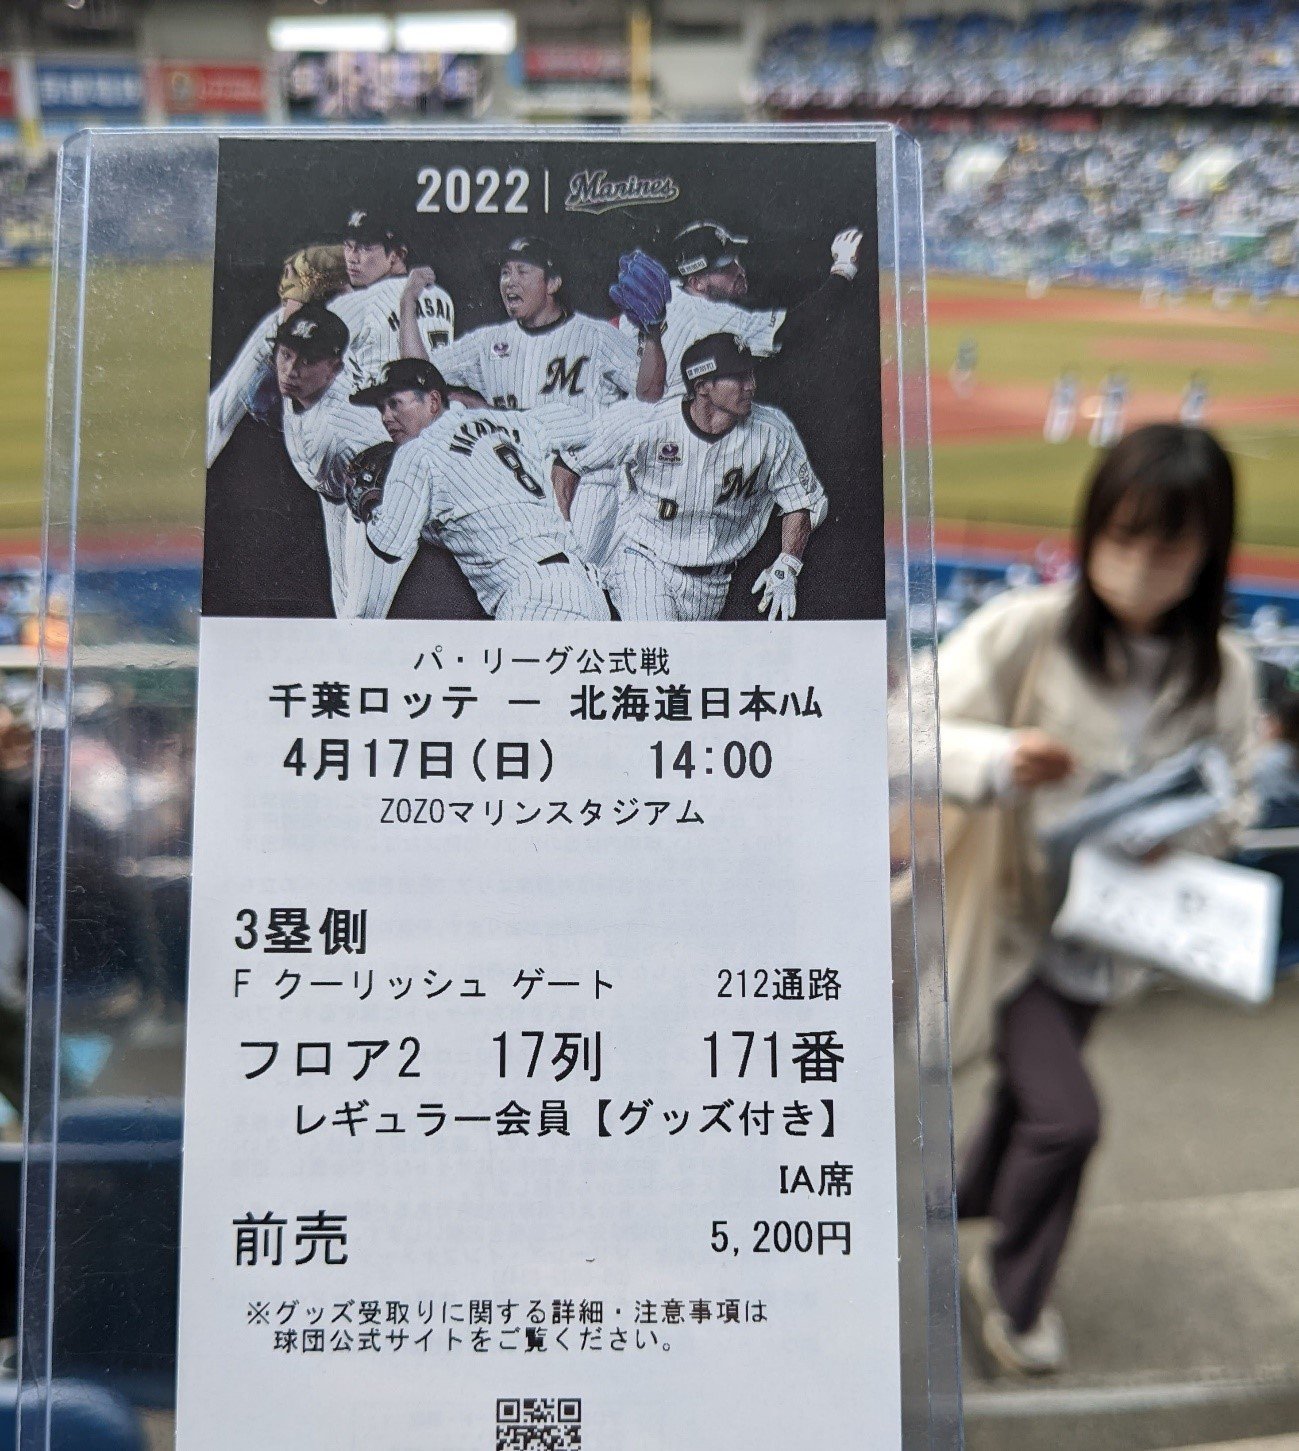 2022 | Marines
M
ASA
M
M
NAKA
8
M
0
パ・リーグ公式戦
千葉ロッテ － 北海道日本ハム
4月17日(日) 14:00
ZOZOマリンスタジアム
3塁側
F クーリッシュ ゲート 212通路
フロア2 17列 171番
レギュラー会員【グッズ付き】
IA席
前売 5,200円
※グッズ受取りに関する詳細・注意事項は
球団公式サイトをご覧ください。